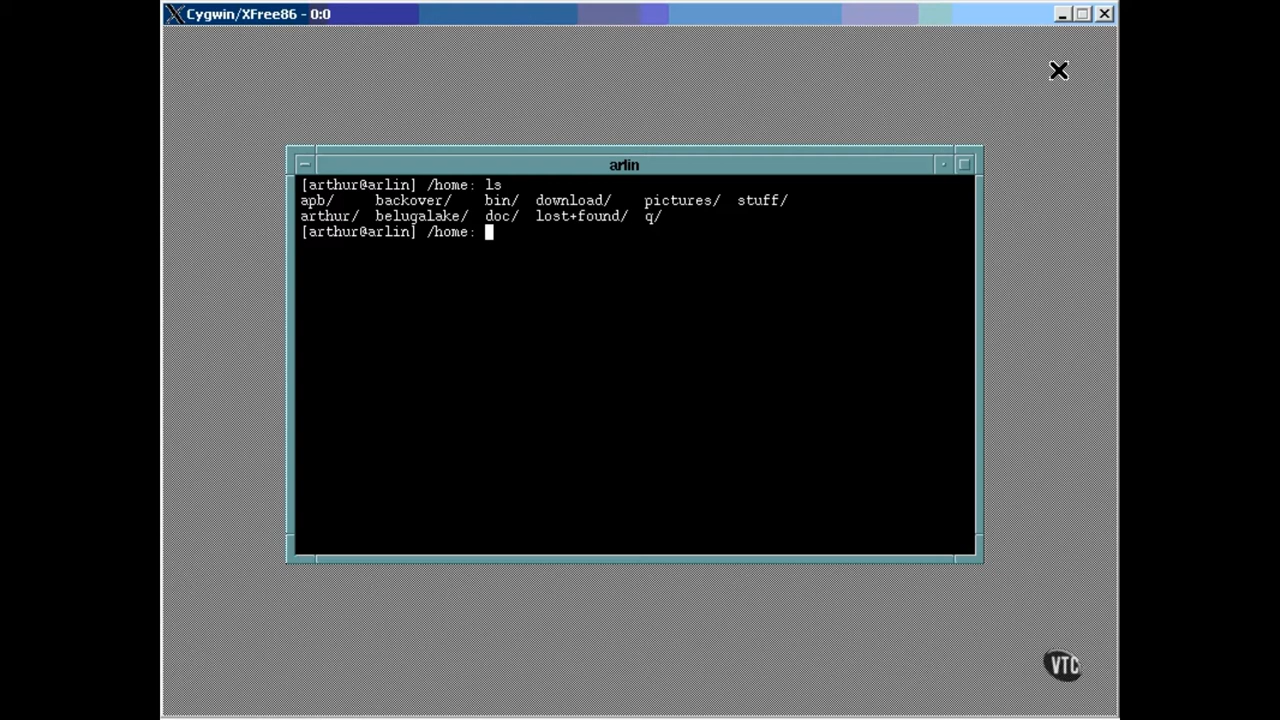 Cygwin/XFree86 - 0:0
arlin
[arthur@arlin] /home: ls
apb/ backover/ bin/ download/ pictures/ stuff/
arthur/ belugalake/ doc/ lost+found/ q/
[arthur@arlin] /home:
VTC